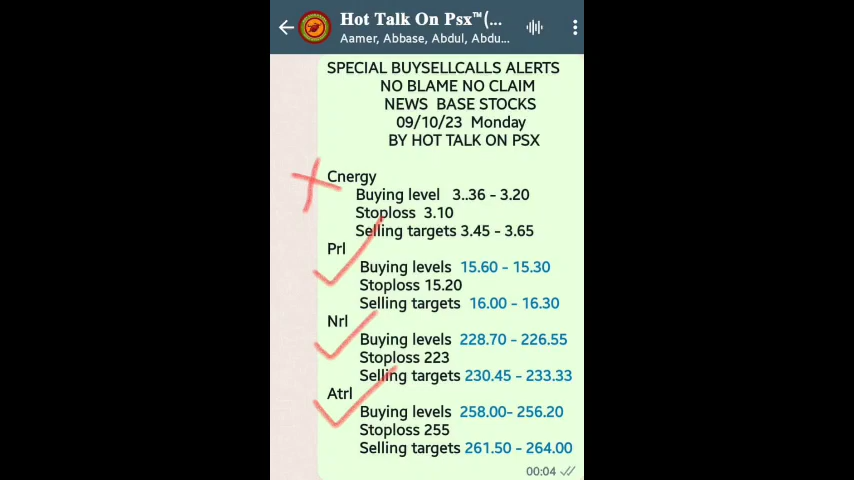 Hot Talk On Psx™(...
Aamer, Abbase, Abdul, Abdu...
SPECIAL BUYSELLCALLS ALERTS
NO BLAME NO CLAIM
NEWS BASE STOCKS
09/10/23 Monday
BY HOT TALK ON PSX
Cnergy
Buying level 3..36 - 3.20
Stoploss 3.10
Selling targets 3.45 - 3.65
Prl
Buying levels 15.60 - 15.30
Stoploss 15.20
Selling targets 16.00 - 16.30
Nrl
Buying levels 228.70 - 226.55
Stoploss 223
Selling targets 230.45 - 233.33
Atrl
Buying levels 258.00- 256.20
Stoploss 255
Selling targets 261.50 - 264.00
00:04